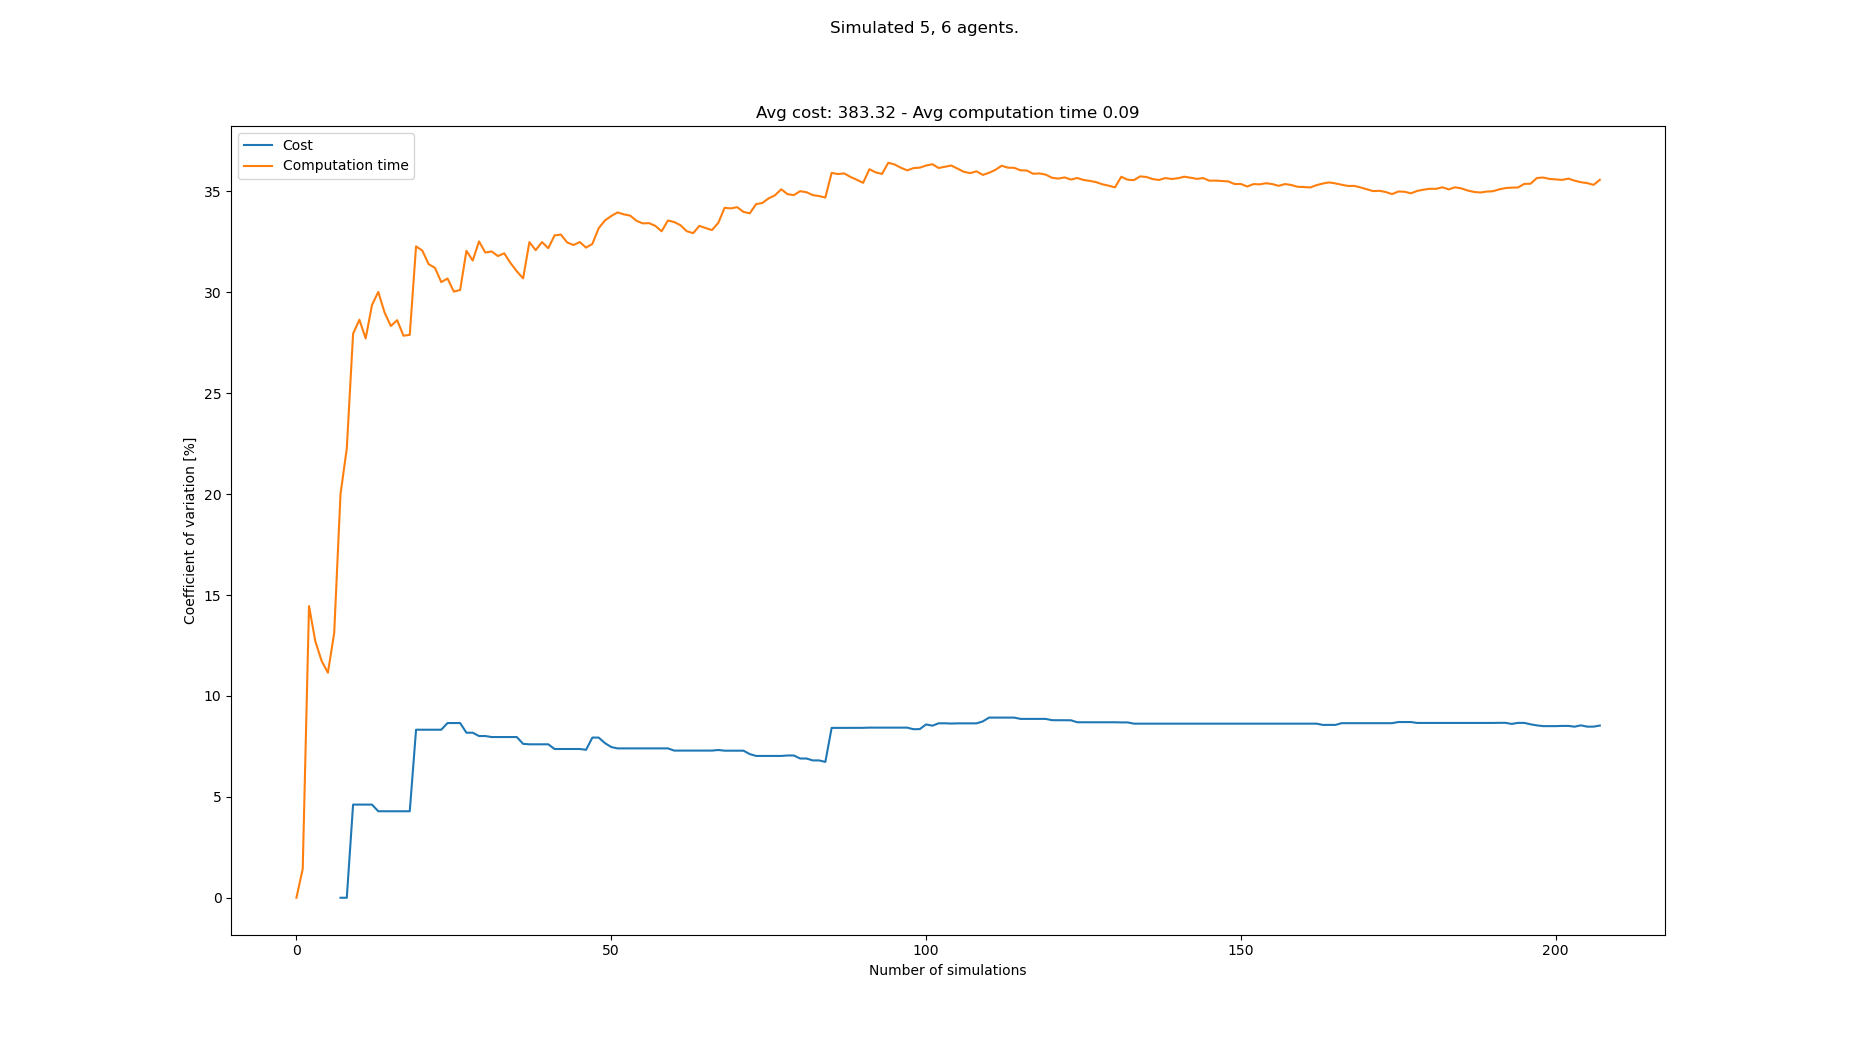 Simulated 5, 6 agents.
Avg cost: 383.32 - Avg computation time 0.09
Cost
Computation time
35
30
25
20
15
10
5
0
Coefficient of variation [%]
0 50 100 150 200
Number of simulations